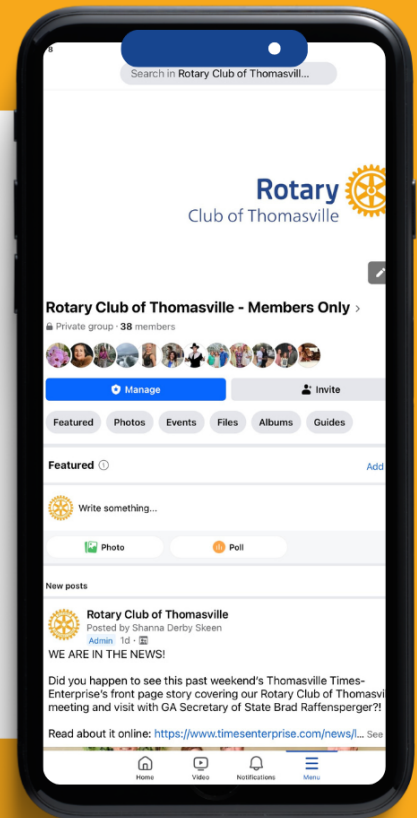 8
Search in Rotary Club of Thomasvill...
Rotary
Club of Thomasville
Rotary Club of Thomasville - Members Only >
Private group · 38 members
Manage
Invite
Featured
Photos
Events
Files
Albums
Guides
Featured
Add
Write something...
Photo
Poll
New posts
Rotary Club of Thomasville
Posted by Shanna Derby Skeen
Admin 1d ·
WE ARE IN THE NEWS!
Did you happen to see this past weekend's Thomasville Times-
Enterprise's front page story covering our Rotary Club of Thomasvi
meeting and visit with GA Secretary of State Brad Raffensperger?!
Read about it online: https://www.timesenterprise.com/news/l... See
Home
Video
Notifications
Menu